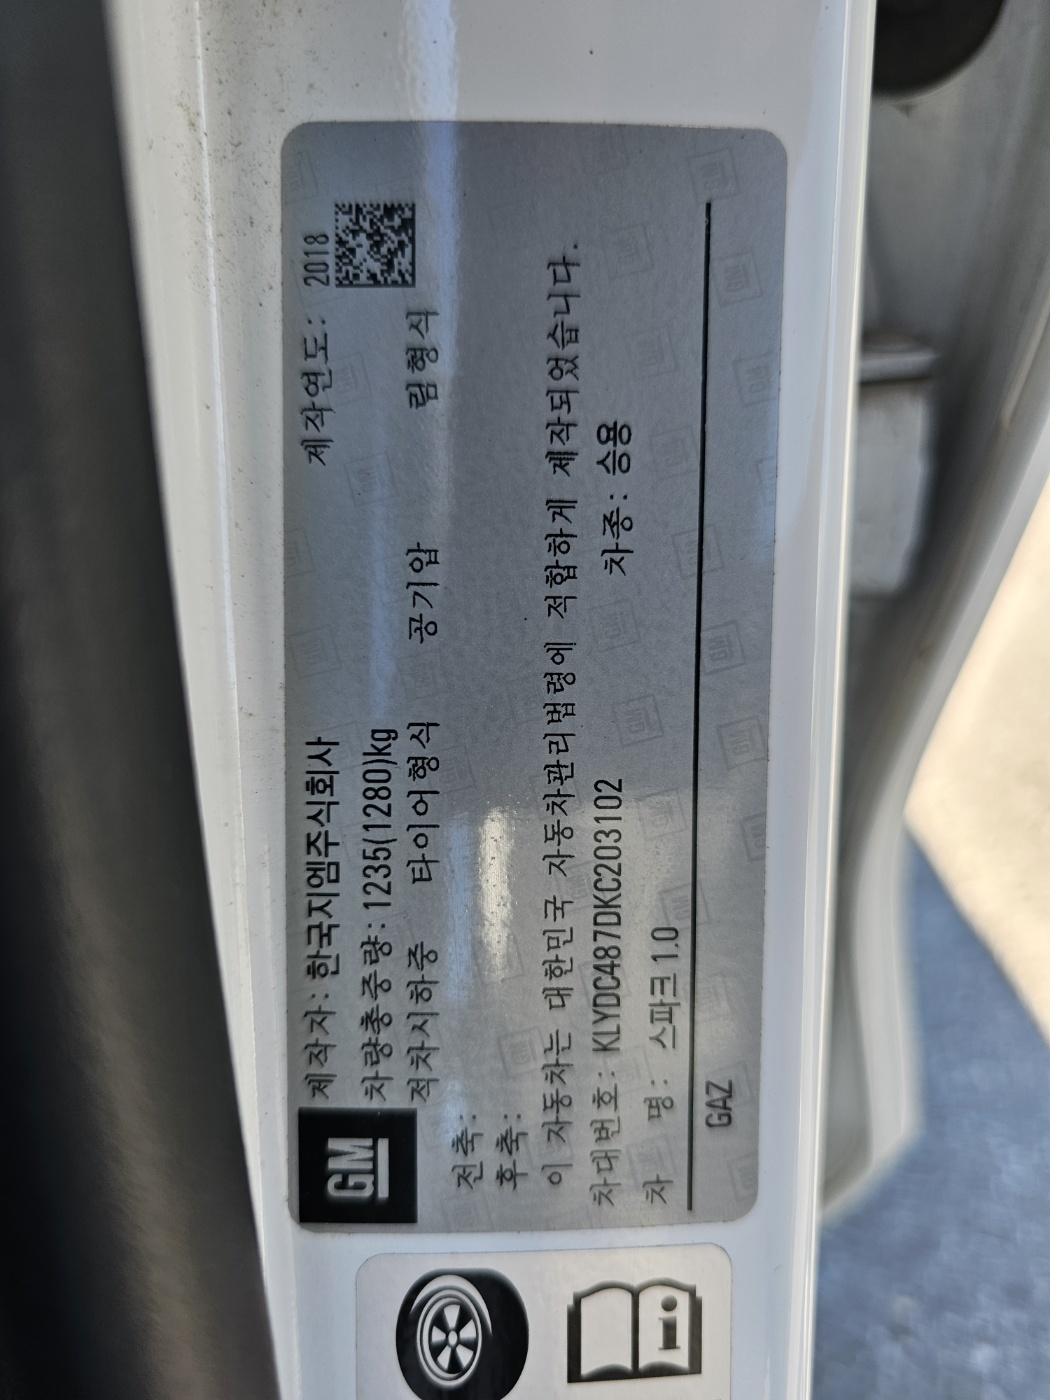 GM
제작자: 한국지엠주식회사 제작연도: 2018
차량총중량: 1235(1280)kg
적차시하중 타이어형식 공기압 림형식
전축:
후축:
이 자동차는 대한민국 자동차관리법령에 적합하게 제작되었습니다.
차대번호: KLYDC487DKC203102 차종: 승용
차 명: 스파크 1.0
GAZ
i